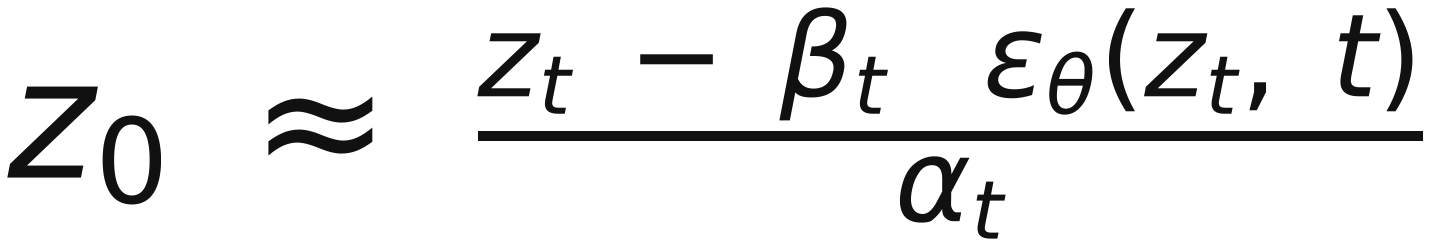 z₀ ≈ (z_t − β_t ε_θ(z_t, t)) / α_t